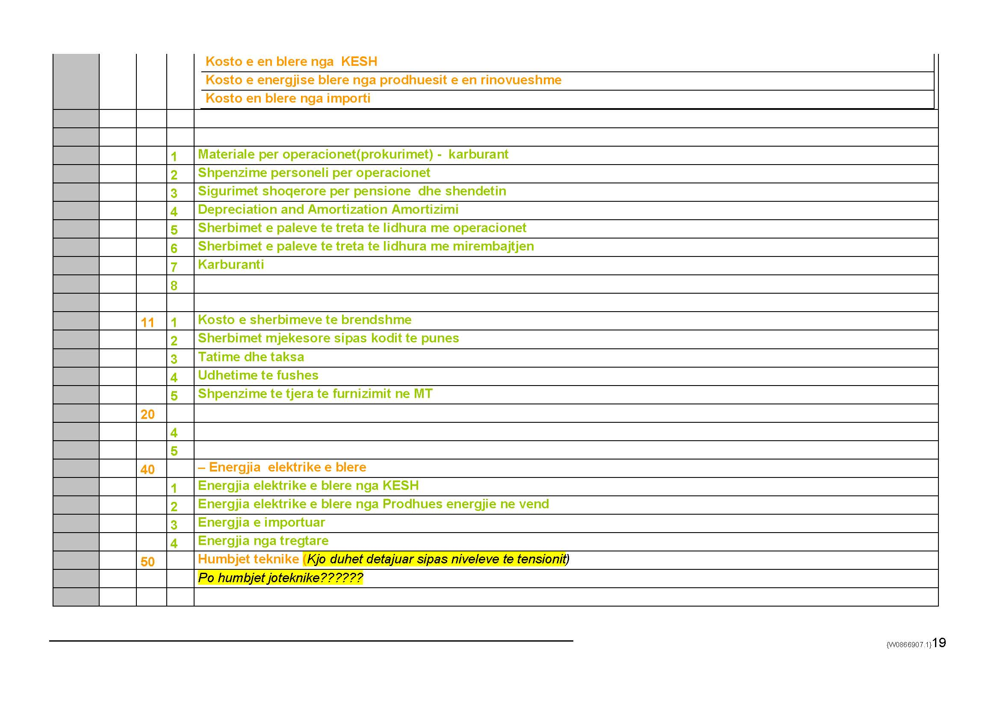 Kosto e en blere nga  KESH
Kosto e energjise blere nga prodhuesit e en rinovueshme
Kosto en blere nga importi
1 Materiale per operacionet(prokurimet) -  karburant
2 Shpenzime personeli per operacionet
3 Sigurimet shoqerore per pensione  dhe shendetin
4 Depreciation and Amortization Amortizimi
5 Sherbimet e paleve te treta te lidhura me operacionet
6 Sherbimet e paleve te treta te lidhura me mirembajtjen
7 Karburanti
8
11 1 Kosto e sherbimeve te brendshme
2 Sherbimet mjekesore sipas kodit te punes
3 Tatime dhe taksa
4 Udhetime te fushes
5 Shpenzime te tjera te furnizimit ne MT
20
4
5
40 – Energjia  elektrike e blere
1 Energjia elektrike e blere nga KESH
2 Energjia elektrike e blere nga Prodhues energjie ne vend
3 Energjia e importuar
4 Energjia nga tregtare
50 Humbjet teknike (Kjo duhet detajuar sipas niveleve te tensionit)
Po humbjet joteknike??????
{W0866907.1}19